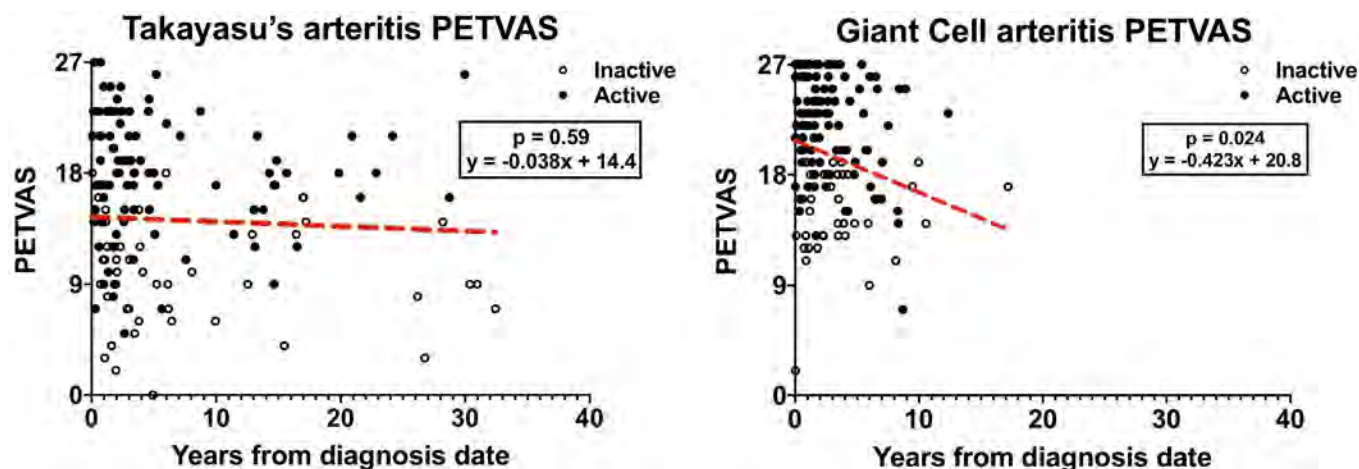 Takayasu's arteritis PETVAS
27
18
9
0
PETVAS
Inactive
Active
p = 0.59
y = -0.038x + 14.4
0
10
20
30
40
Years from diagnosis date
Giant Cell arteritis PETVAS
27
18
9
0
PETVAS
Inactive
Active
p = 0.024
y = -0.423x + 20.8
0
10
20
30
40
Years from diagnosis date